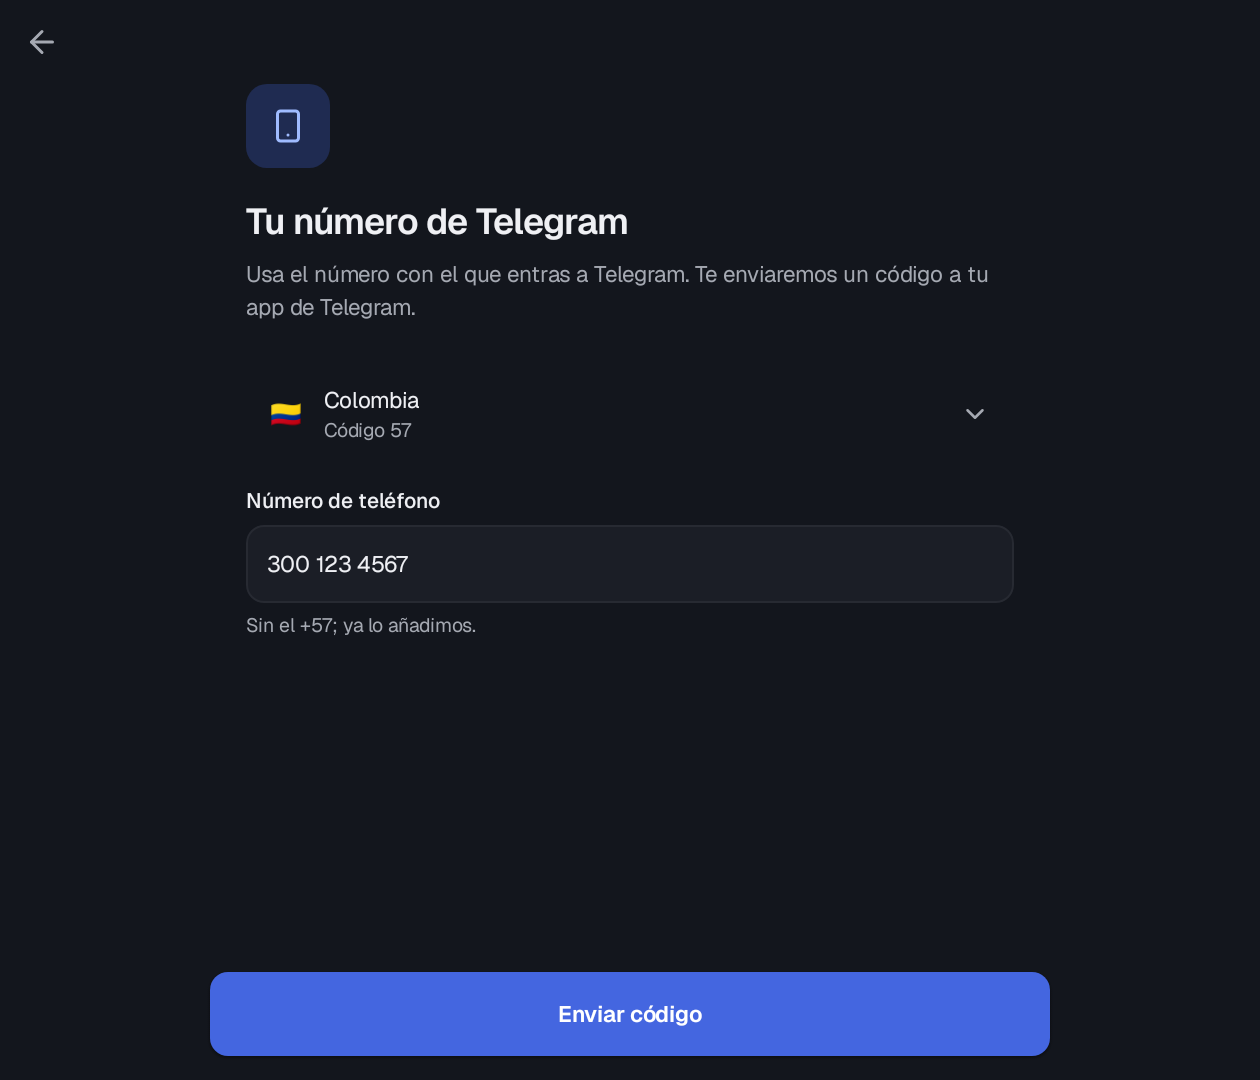 Tu número de Telegram
Usa el número con el que entras a Telegram. Te enviaremos un código a tu
app de Telegram.
Colombia
Código 57
Número de teléfono
300 123 4567
Sin el +57; ya lo añadimos.
Enviar código